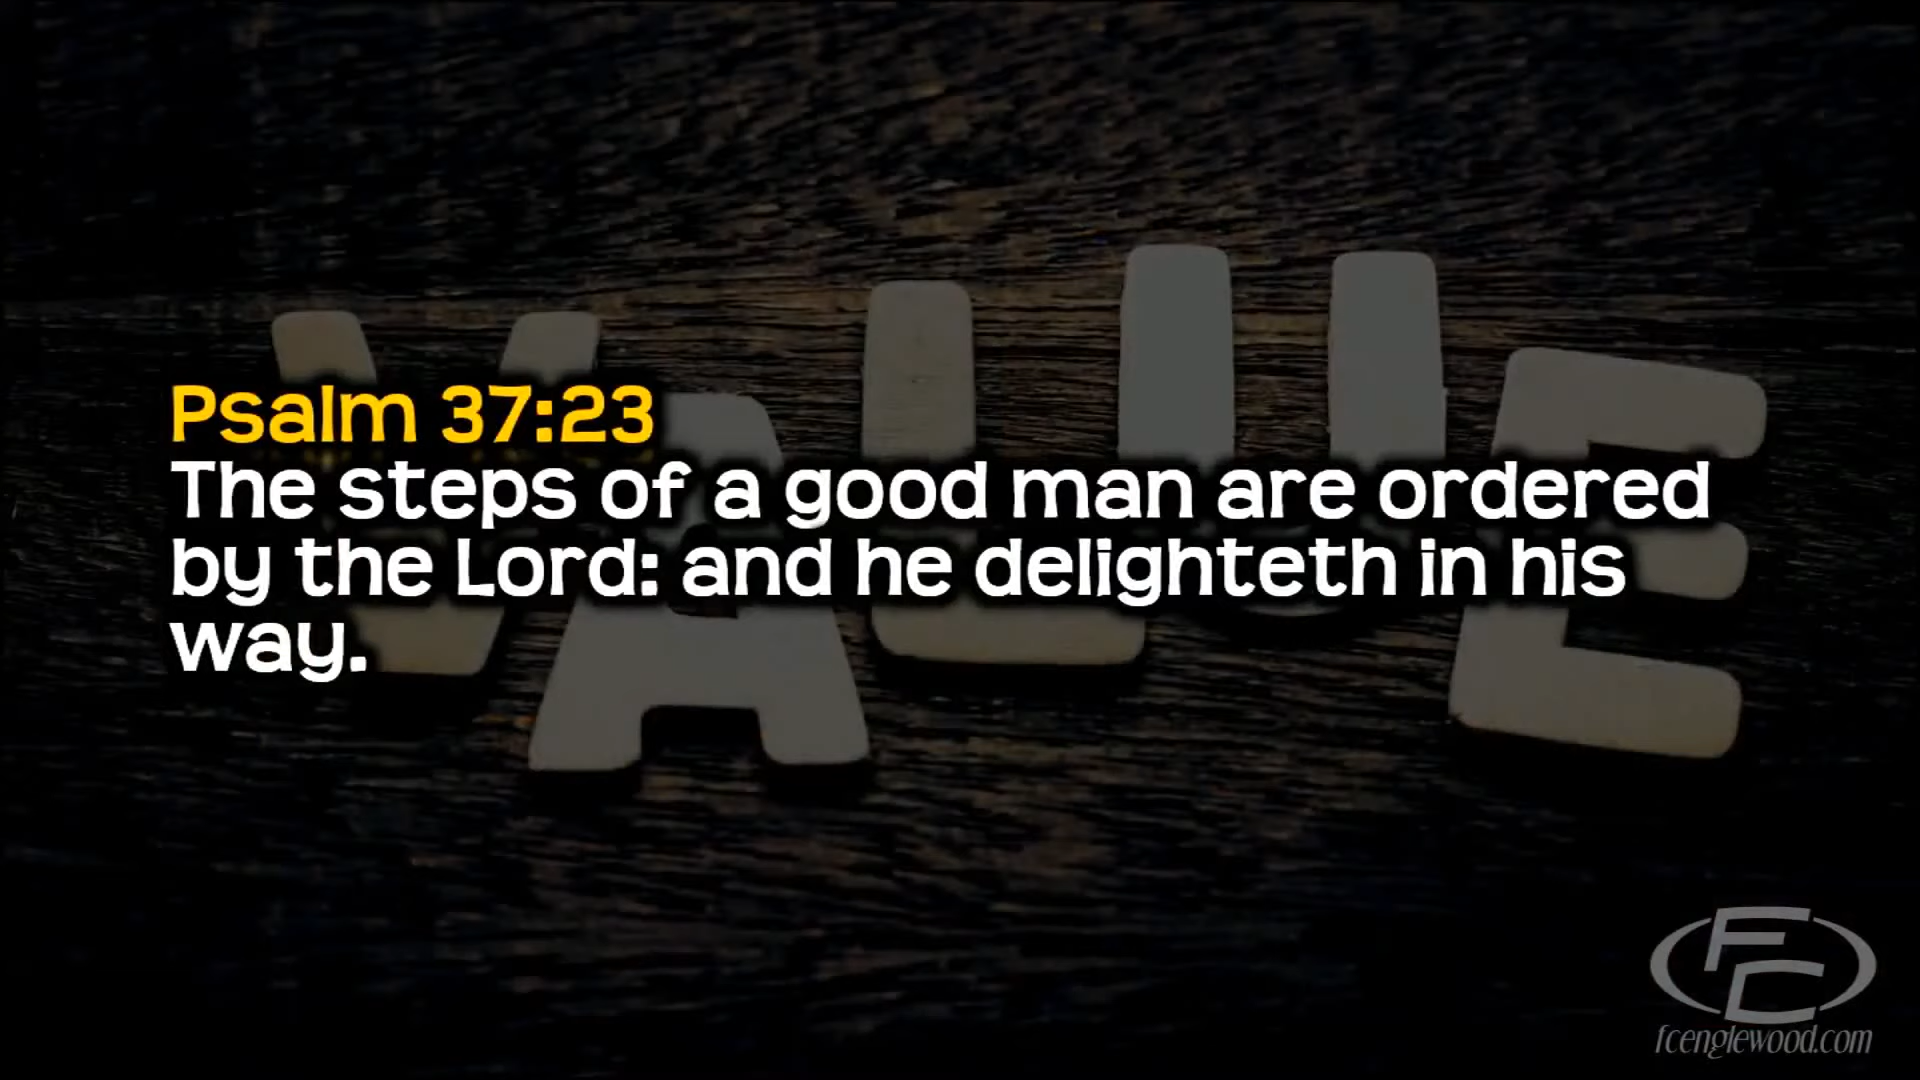 VALUE
Psalm 37:23
The steps of a good man are ordered
by the Lord: and he delighteth in his
way.
FC
fcenglewood.com